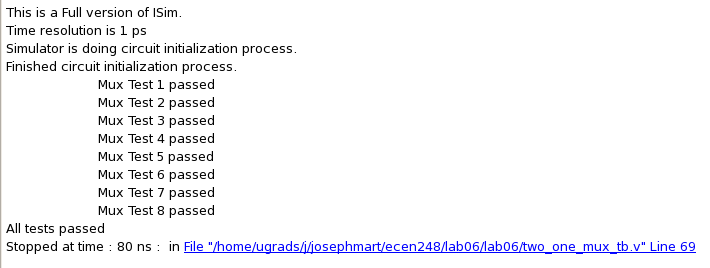 This is a Full version of ISim.
Time resolution is 1 ps
Simulator is doing circuit initialization process.
Finished circuit initialization process.
Mux Test 1 passed
Mux Test 2 passed
Mux Test 3 passed
Mux Test 4 passed
Mux Test 5 passed
Mux Test 6 passed
Mux Test 7 passed
Mux Test 8 passed
All tests passed
Stopped at time : 80 ns : in File "/home/ugrads/j/josephmart/ecen248/lab06/lab06/two_one_mux_tb.v" Line 69